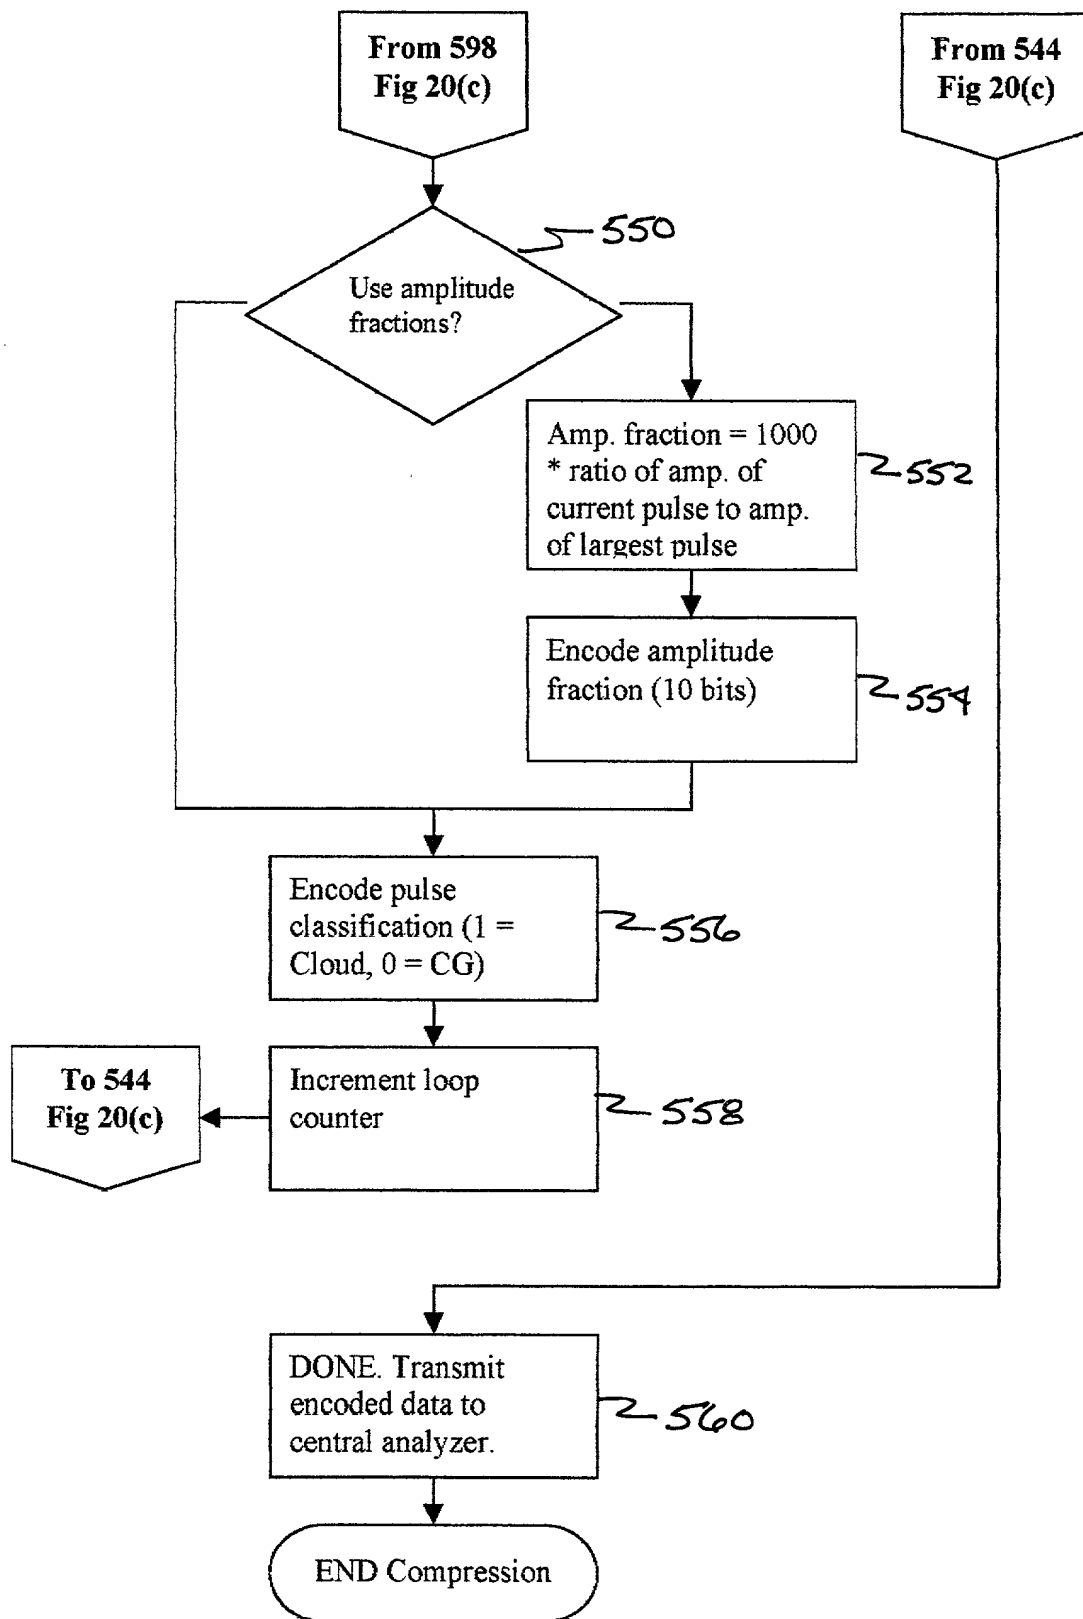 From 598
Fig 20(c)
From 544
Fig 20(c)
550
Use amplitude
fractions?
Amp. fraction = 1000
* ratio of amp. of
current pulse to amp.
of largest pulse
552
Encode amplitude
fraction (10 bits)
554
Encode pulse
classification (1 =
Cloud, 0 = CG)
556
To 544
Fig 20(c)
Increment loop
counter
558
DONE. Transmit
encoded data to
central analyzer.
560
END Compression